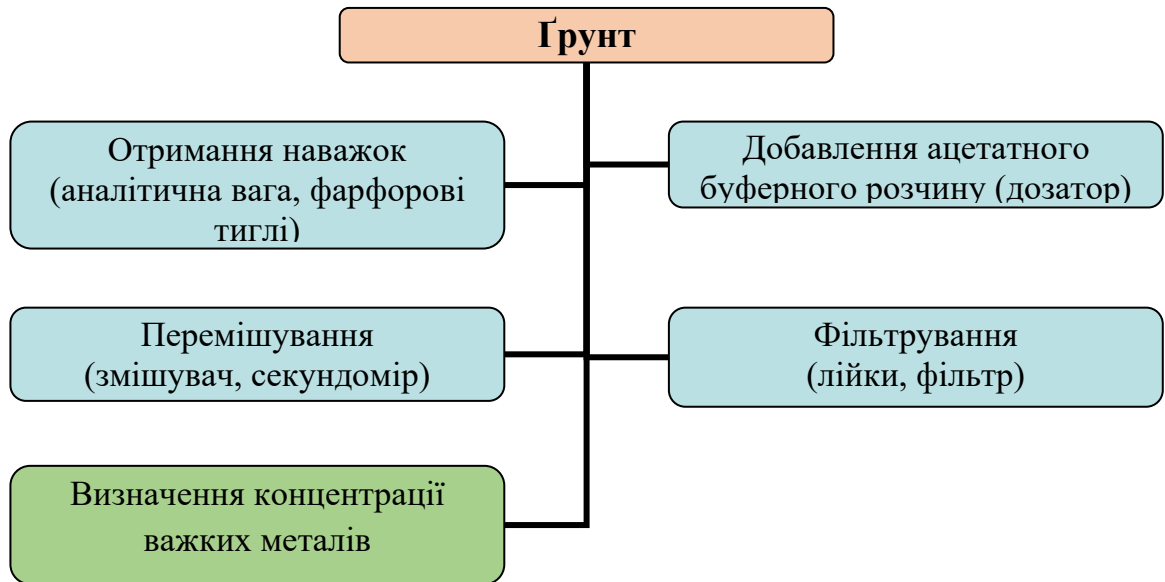 Ґрунт
Отримання наважок
(аналітична вага, фарфорові
тиглі)
Добавлення ацетатного
буферного розчину (дозатор)
Перемішування
(змішувач, секундомір)
Фільтрування
(лійки, фільтр)
Визначення концентрації
важких металів